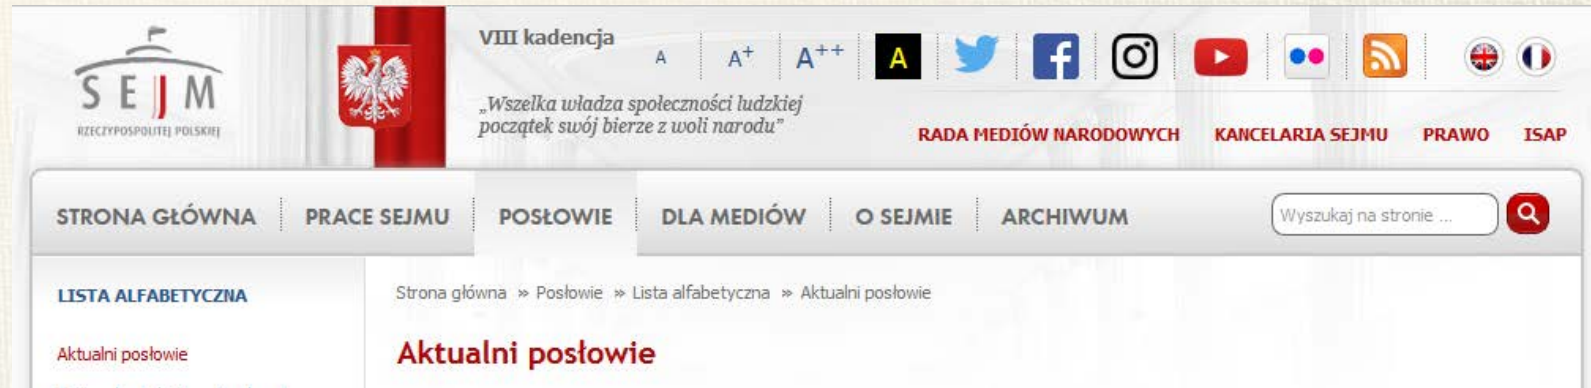 SEJM
RZECZYPOSPOLITEJ POLSKIEJ
VIII kadencja
A A++ A++ A
„Wszelka władza społeczności ludzkiej
początek swój bierze z woli narodu”
RADA MEDIÓW NARODOWYCH KANCELARIA SEJMU PRAWO ISAP
STRONA GŁÓWNA PRACE SEJMU POSŁOWIE DLA MEDIÓW O SEJMIE ARCHIWUM
Wyszukaj na stronie ...
LISTA ALFABETYCZNA
Strona główna » Posłowie » Lista alfabetyczna » Aktualni posłowie
Aktualni posłowie
Aktualni posłowie